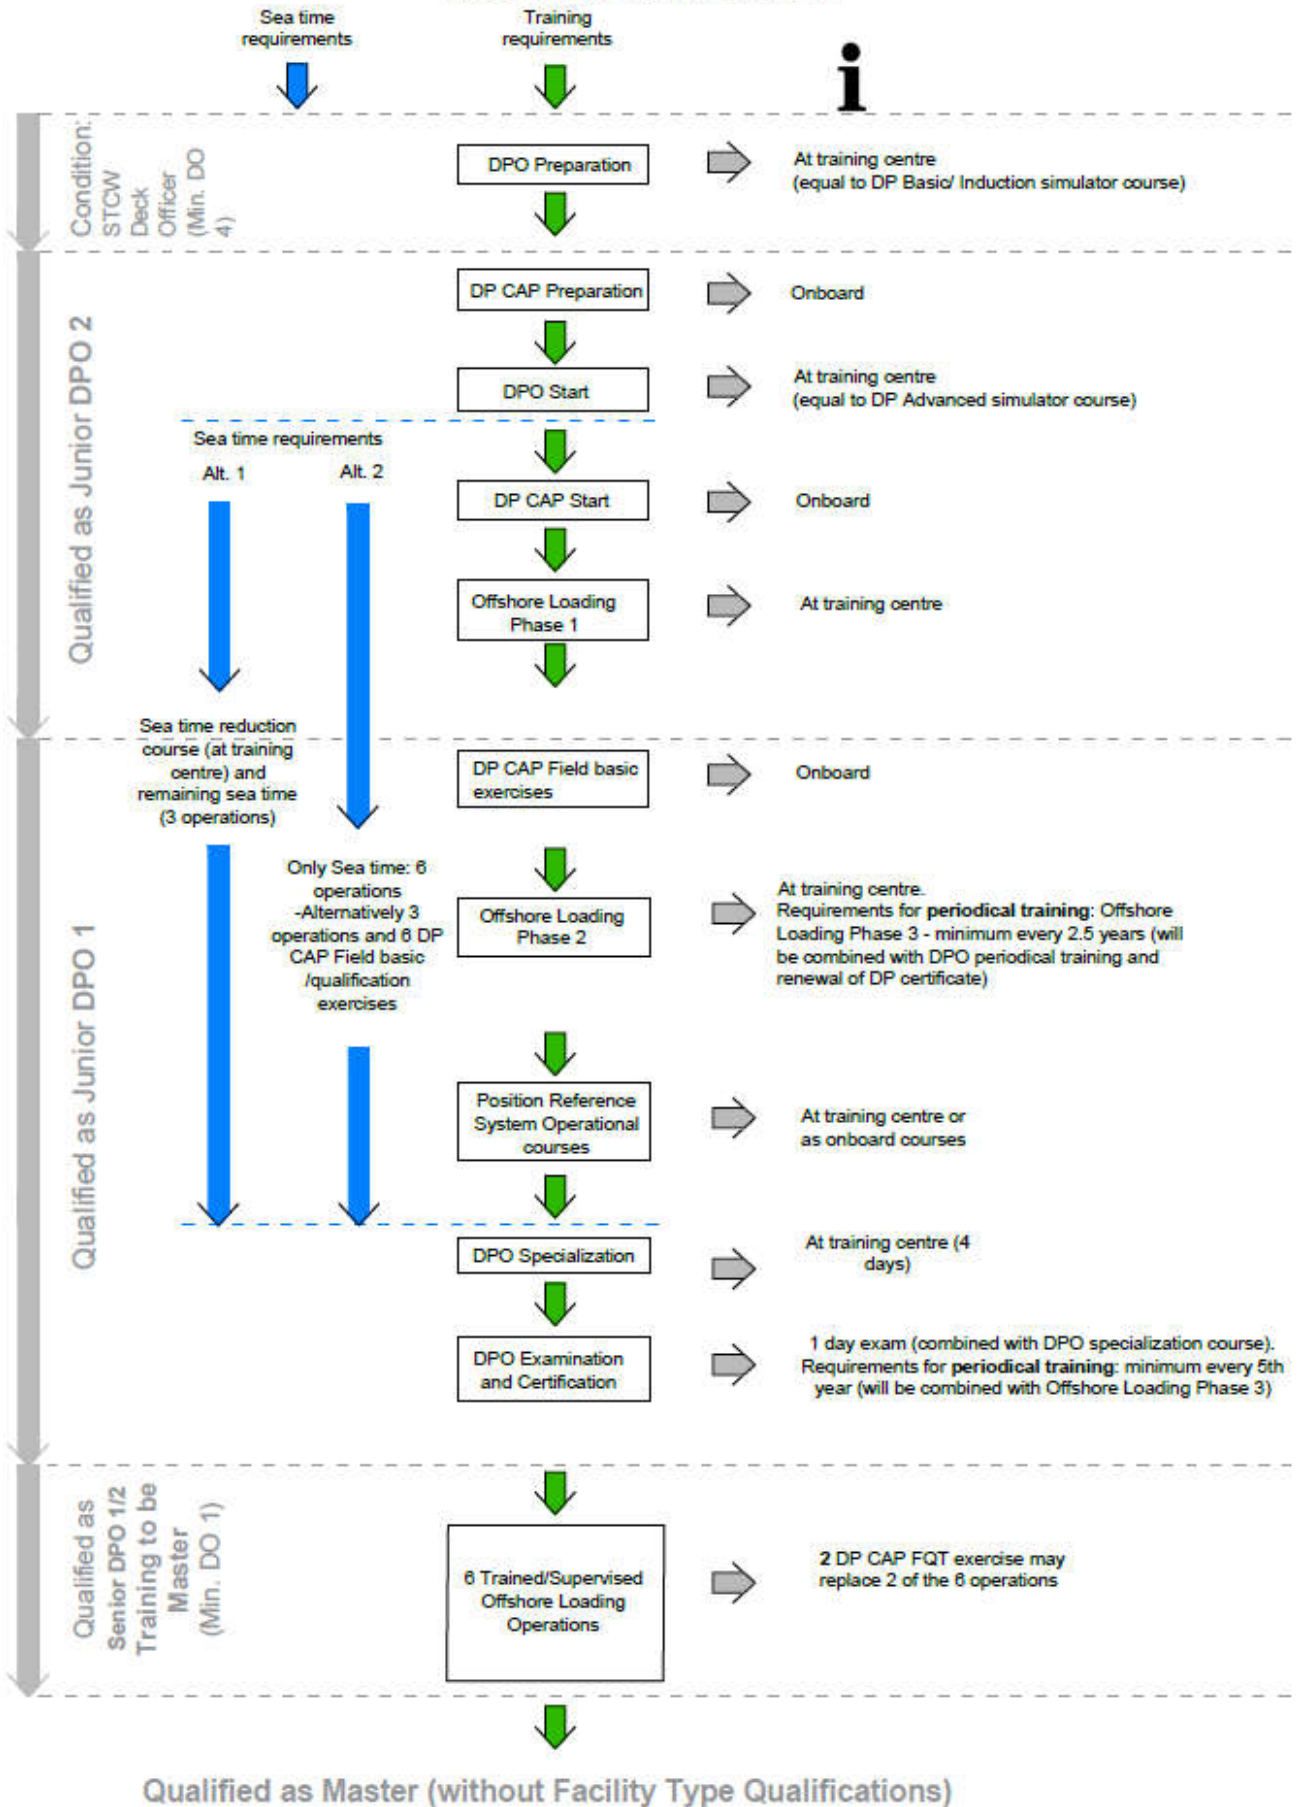 Sea time
requirements
Training
requirements
i
Condition:
STCW
Deck
Officer
(Min. DO
4)
DPO Preparation
At training centre
(equal to DP Basic/ Induction simulator course)
Qualified as Junior DPO 2
DP CAP Preparation
Onboard
DPO Start
At training centre
(equal to DP Advanced simulator course)
Sea time requirements
Alt. 1
Alt. 2
DP CAP Start
Onboard
Offshore Loading
Phase 1
At training centre
Sea time reduction
course (at training
centre) and
remaining sea time
(3 operations)
Qualified as Junior DPO 1
DP CAP Field basic
exercises
Onboard
Only Sea time: 6
operations
-Alternatively 3
operations and 6 DP
CAP Field basic
/qualification
exercises
Offshore Loading
Phase 2
At training centre.
Requirements for periodical training: Offshore
Loading Phase 3 - minimum every 2.5 years (will
be combined with DPO periodical training and
renewal of DP certificate)
Position Reference
System Operational
courses
At training centre or
as onboard courses
DPO Specialization
At training centre (4
days)
DPO Examination
and Certification
1 day exam (combined with DPO specialization course).
Requirements for periodical training: minimum every 5th
year (will be combined with Offshore Loading Phase 3)
Qualified as
Senior DPO 1/2
Training to be
Master
(Min. DO 1)
6 Trained/Supervised
Offshore Loading
Operations
2 DP CAP FQT exercise may
replace 2 of the 6 operations
Qualified as Master (without Facility Type Qualifications)